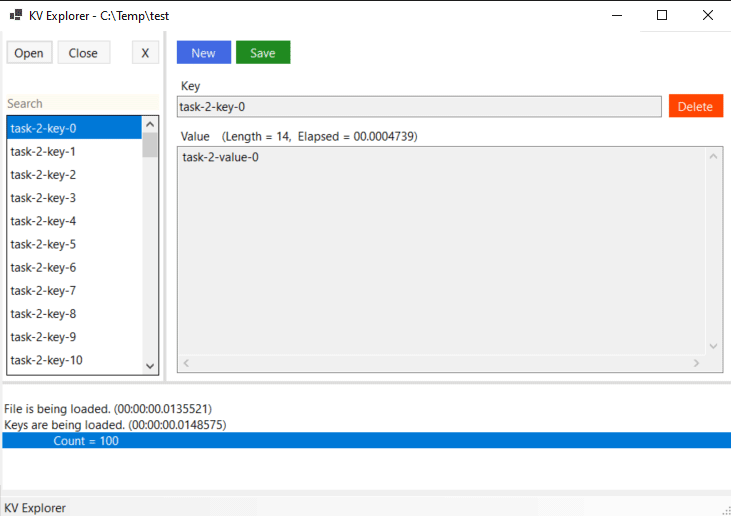 KV Explorer - C:\Temp\test
Open Close X New Save
Key
Search
task-2-key-0 Delete
Value (Length = 14, Elapsed = 00.0004739)
task-2-value-0
task-2-key-0
task-2-key-1
task-2-key-2
task-2-key-3
task-2-key-4
task-2-key-5
task-2-key-6
task-2-key-7
task-2-key-8
task-2-key-9
task-2-key-10
File is being loaded. (00:00:00.0135521)
Keys are being loaded. (00:00:00.0148575)
Count = 100
KV Explorer